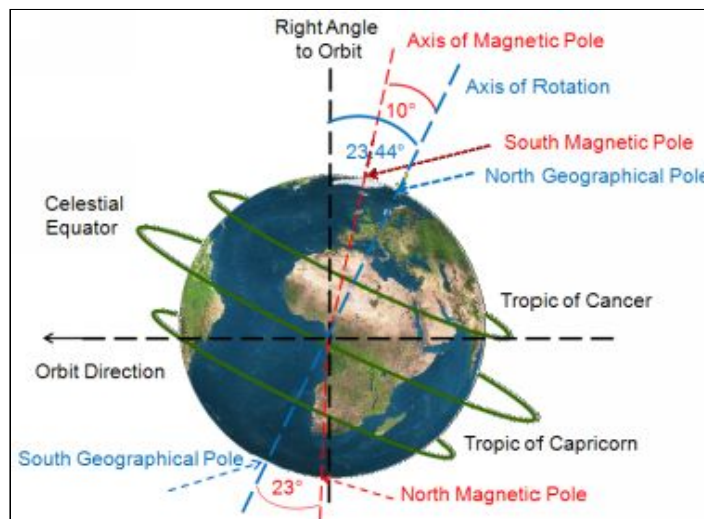 Right Angle
to Orbit
Axis of Magnetic Pole
Axis of Rotation
10°
23.44°
South Magnetic Pole
North Geographical Pole
Celestial
Equator
Tropic of Cancer
Orbit Direction
Tropic of Capricorn
South Geographical Pole
23°
North Magnetic Pole